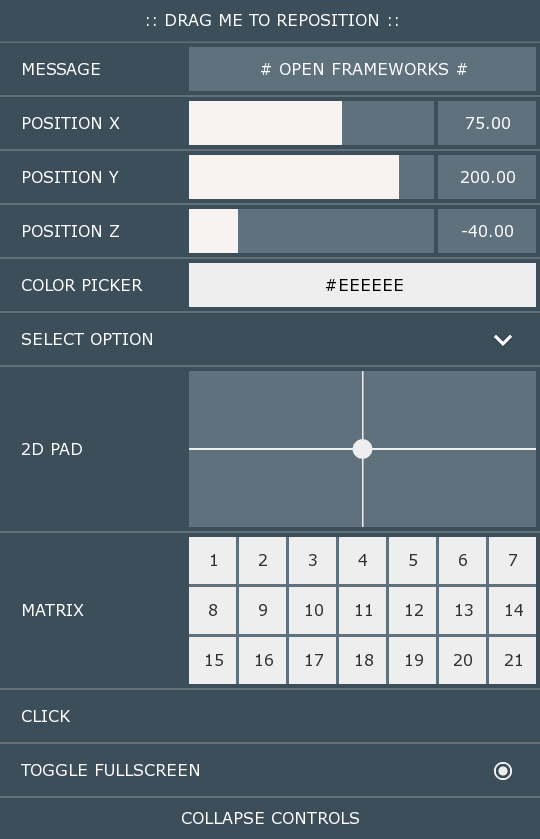 :: DRAG ME TO REPOSITION ::
MESSAGE # OPEN FRAMEWORKS #
POSITION X 75.00
POSITION Y 200.00
POSITION Z -40.00
COLOR PICKER #EEEEEE
SELECT OPTION
2D PAD
1 2 3 4 5 6 7
MATRIX 8 9 10 11 12 13 14
15 16 17 18 19 20 21
CLICK
TOGGLE FULLSCREEN
COLLAPSE CONTROLS